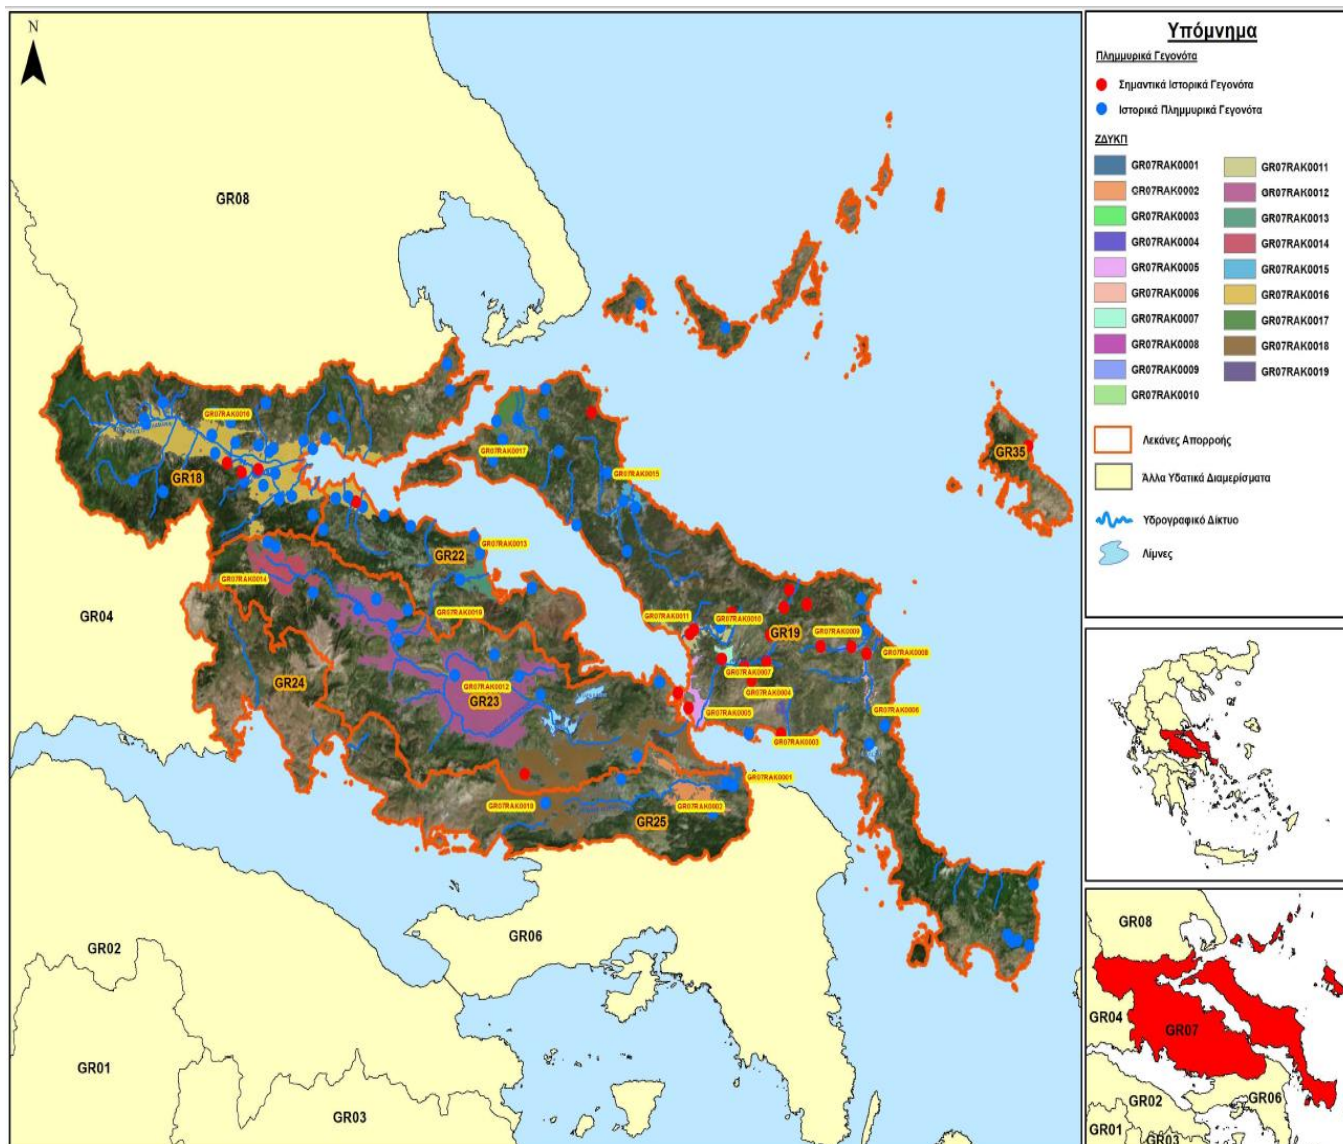 N
GR08
GR07RAK0016
GR07RAK0017
GR35
GR07RAK0015
GR18
GR07RAK0013
GR22
GR07RAK0014
GR04
GR07RAK0019
GR07RAK0011
GR07RAK0010
GR19
GR07RAK0009
GR07RAK0008
GR07RAK0007
GR24
GR07RAK0012
GR07RAK0004
GR23
GR07RAK0005
GR07RAK0006
GR07RAK0003
GR07RAK0001
GR07RAK0018
GR07RAK0002
GR25
GR06
GR02
GR01
GR03
Υπόμνημα
Πλημμυρικά Γεγονότα
Σημαντικά Ιστορικά Γεγονότα
Ιστορικά Πλημμυρικά Γεγονότα
ΖΔΥΚΠ
GR07RAK0001
GR07RAK0002
GR07RAK0003
GR07RAK0004
GR07RAK0005
GR07RAK0006
GR07RAK0007
GR07RAK0008
GR07RAK0009
GR07RAK0010
GR07RAK0011
GR07RAK0012
GR07RAK0013
GR07RAK0014
GR07RAK0015
GR07RAK0016
GR07RAK0017
GR07RAK0018
GR07RAK0019
Λεκάνες Απορροής
Άλλα Υδατικά Διαμερίσματα
Υδρογραφικό Δίκτυο
Λίμνες
GR08
GR04
GR07
GR02
GR06
GR01
GR03